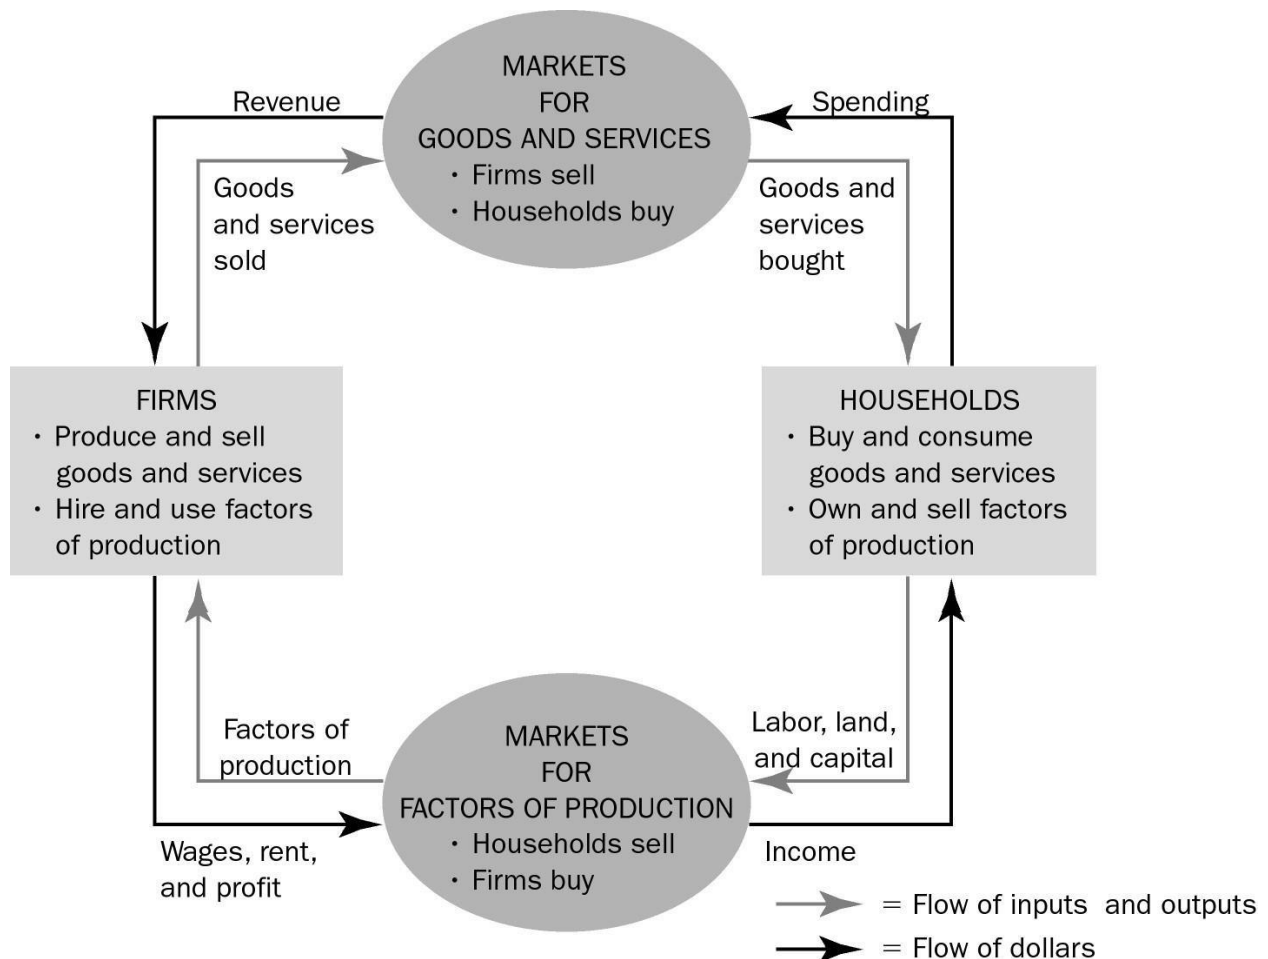 MARKETS
FOR
GOODS AND SERVICES
• Firms sell
• Households buy
Revenue
Spending
Goods
and services
sold
Goods and
services
bought
FIRMS
• Produce and sell
goods and services
• Hire and use factors
of production
HOUSEHOLDS
• Buy and consume
goods and services
• Own and sell factors
of production
Factors of
production
Labor, land,
and capital
MARKETS
FOR
FACTORS OF PRODUCTION
• Households sell
• Firms buy
Wages, rent,
and profit
Income
= Flow of inputs and outputs
= Flow of dollars